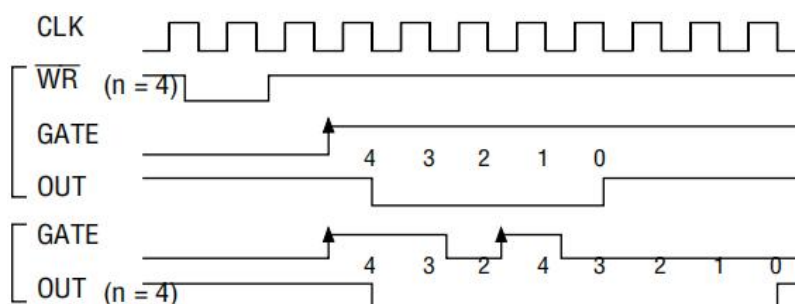 CLK
WR (n = 4)
GATE
4 3 2 1 0
OUT
GATE
4 3 2 4 3 2 1 0
OUT (n = 4)